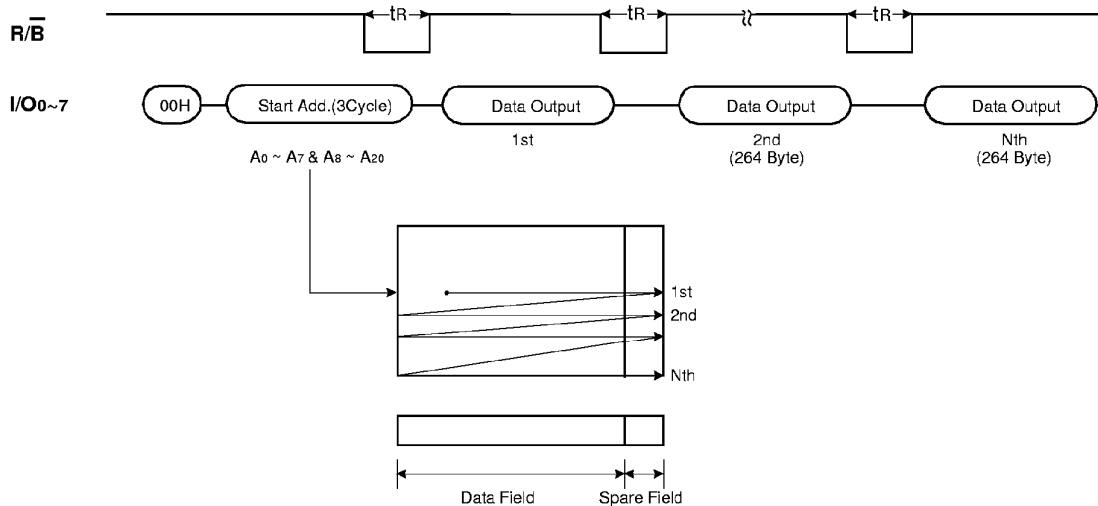 tR tR tR
R/B
I/O0~7 00H Start Add.(3Cycle) Data Output Data Output Data Output
1st 2nd Nth
(264 Byte) (264 Byte)
A0 ~ A7 & A8 ~ A20
1st
2nd
Nth
Data Field Spare Field